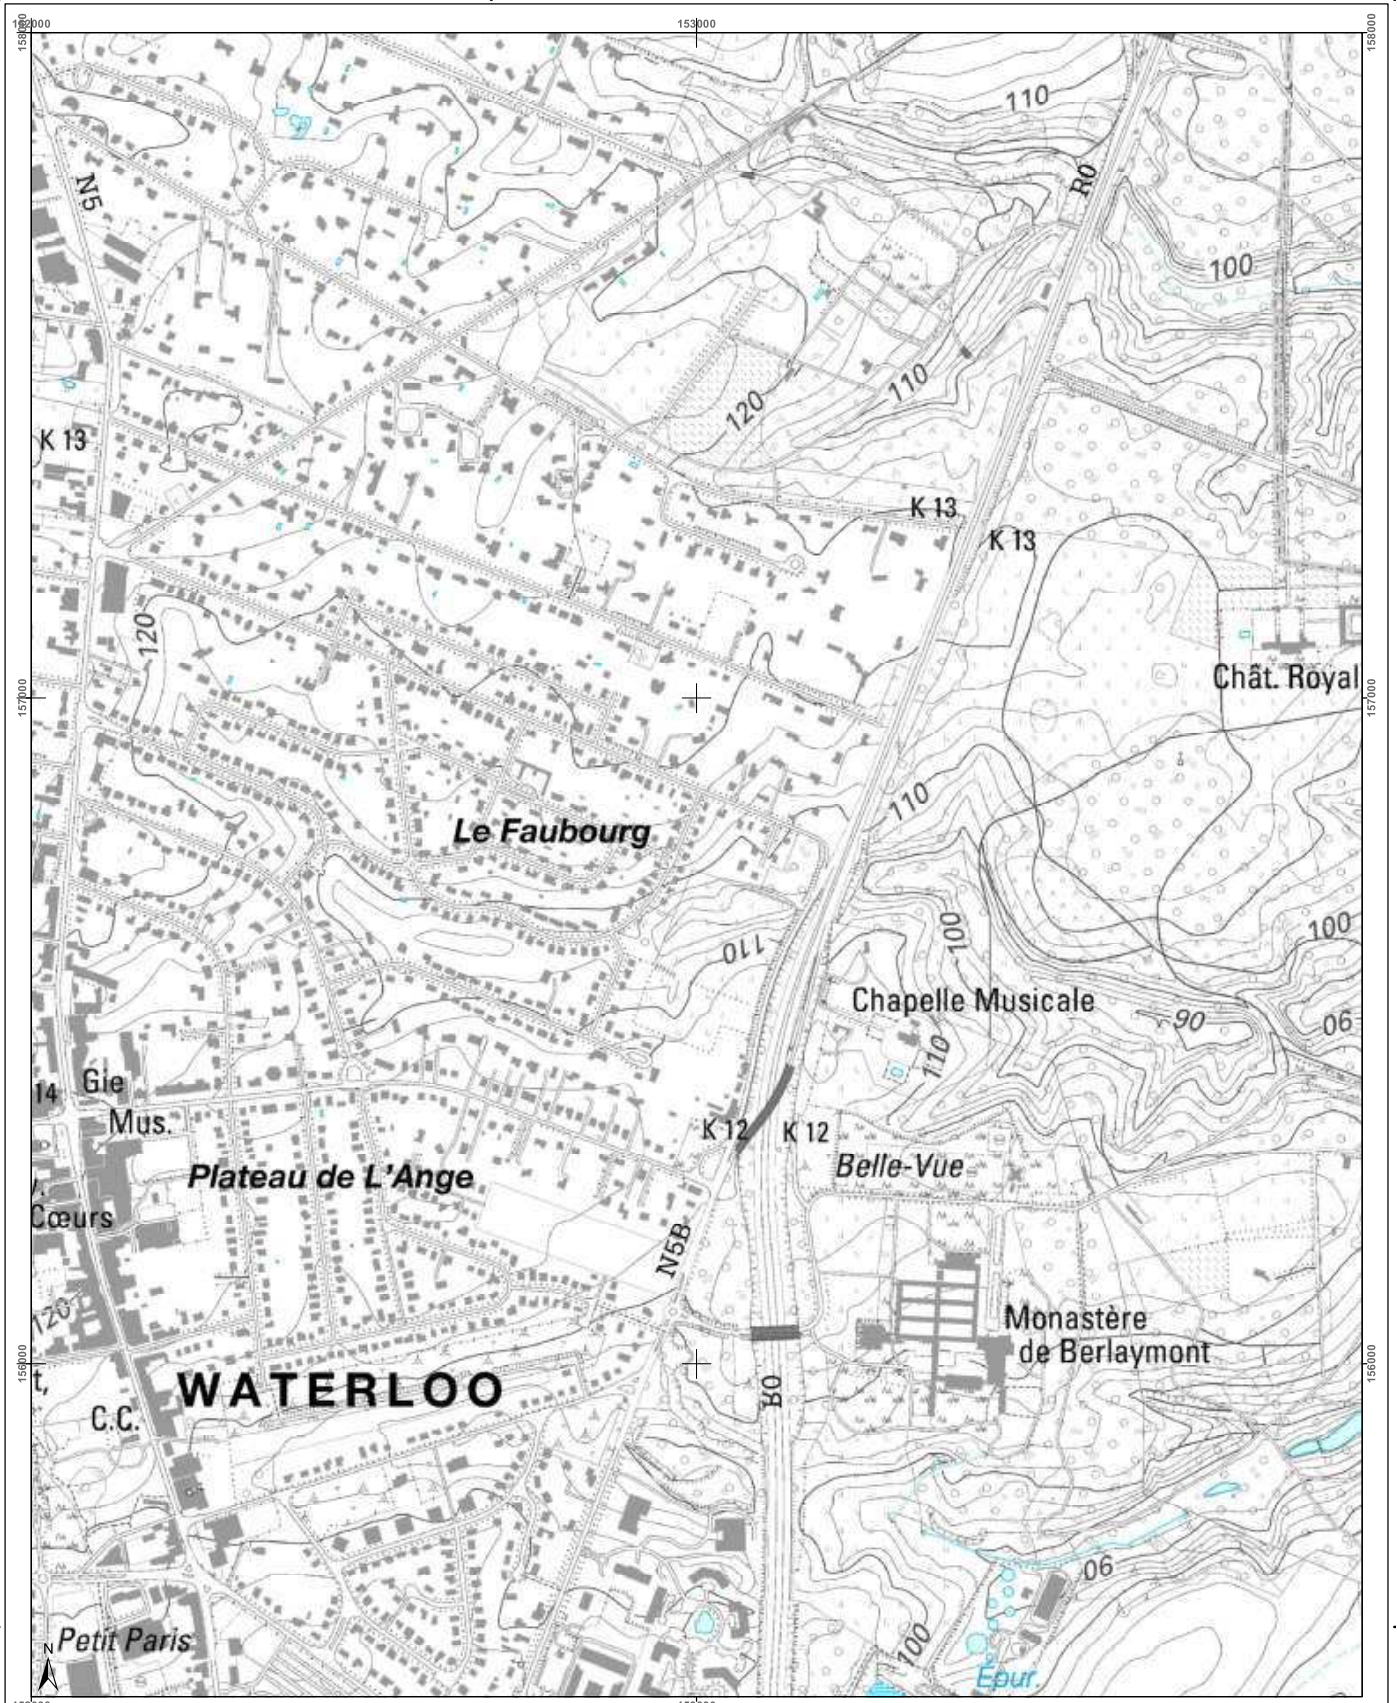 153000
158000
158000
110
R0
N5
100
110
120
K 13
K 13
K 13
120
Chât. Royal
157000
157000
110
Le Faubourg
100
100
110
Chapelle Musicale
90
90
110
14
Gie
Mus.
K 12
K 12
Belle-Vue
Plateau de L'Ange
Cœurs
N5B
120
Monastère
de Berlaymont
156000
156000
t,
WATERLOO
R0
C.C.
90
Petit Paris
100
Épur.
N